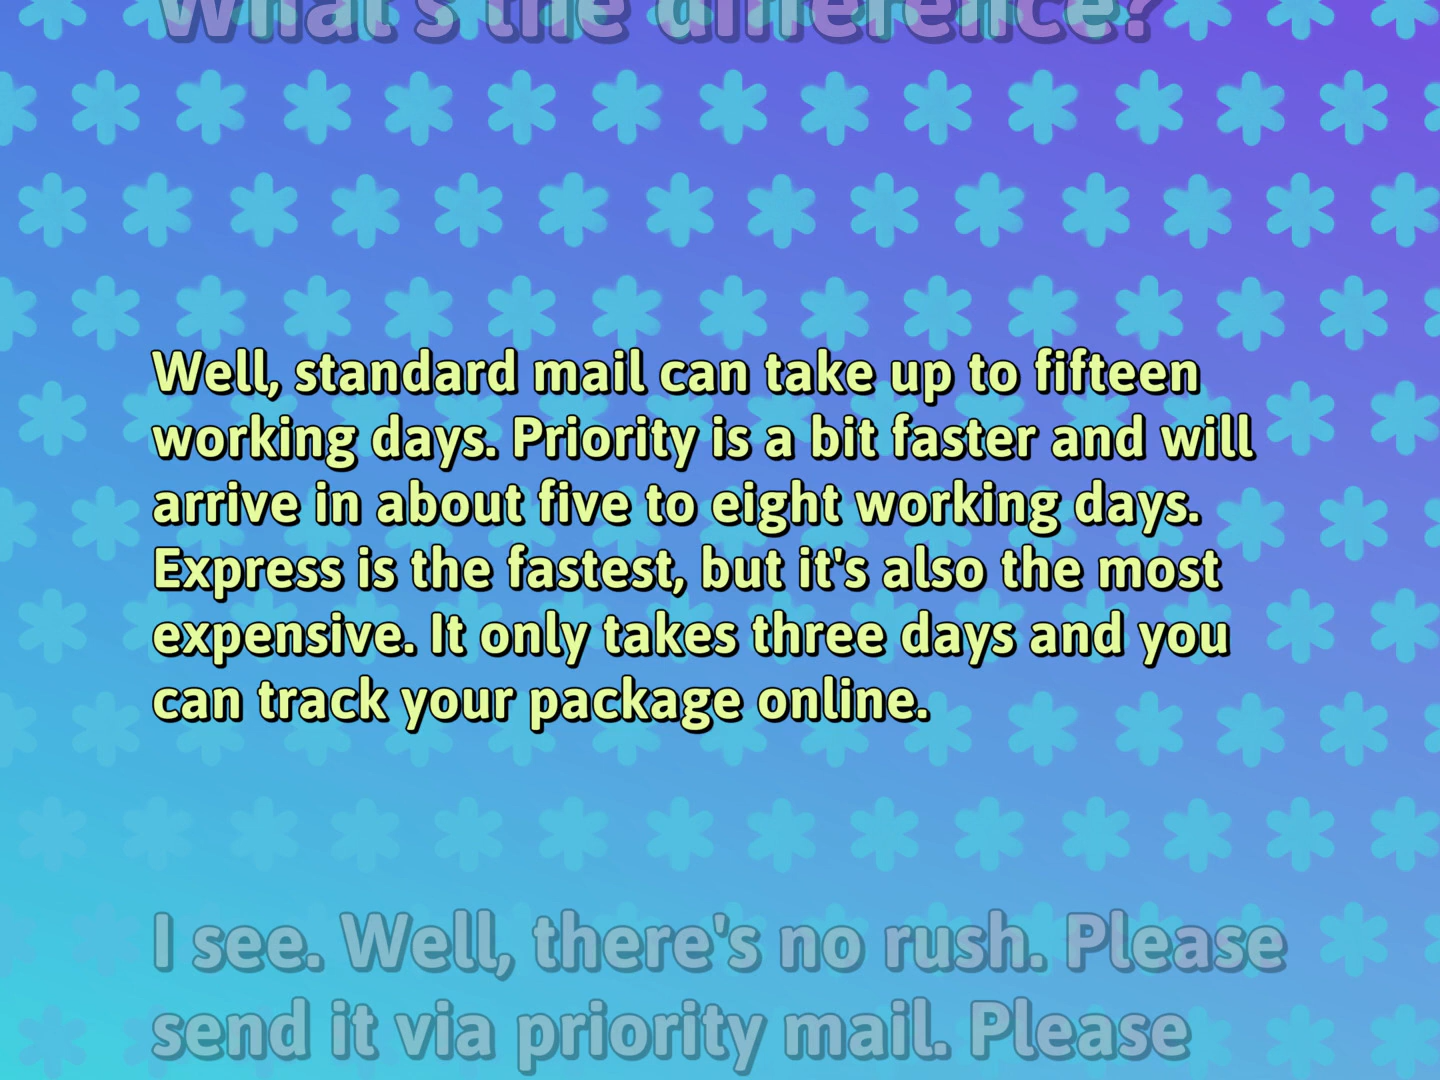 What's the difference?
Well, standard mail can take up to fifteen
working days. Priority is a bit faster and will
arrive in about five to eight working days.
Express is the fastest, but it's also the most
expensive. It only takes three days and you
can track your package online.
I see. Well, there's no rush. Please
send it via priority mail. Please